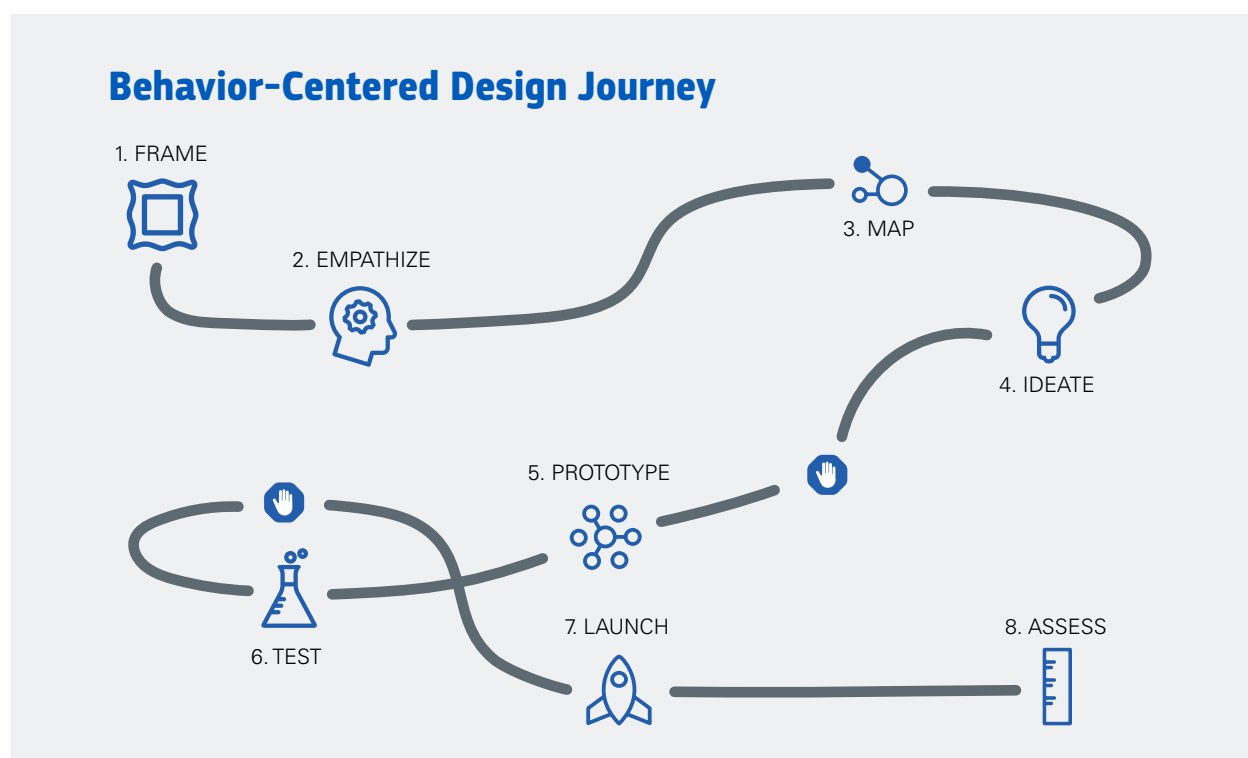 Behavior-Centered Design Journey
1. FRAME
2. EMPATHIZE
3. MAP
4. IDEATE
5. PROTOTYPE
6. TEST
7. LAUNCH
8. ASSESS